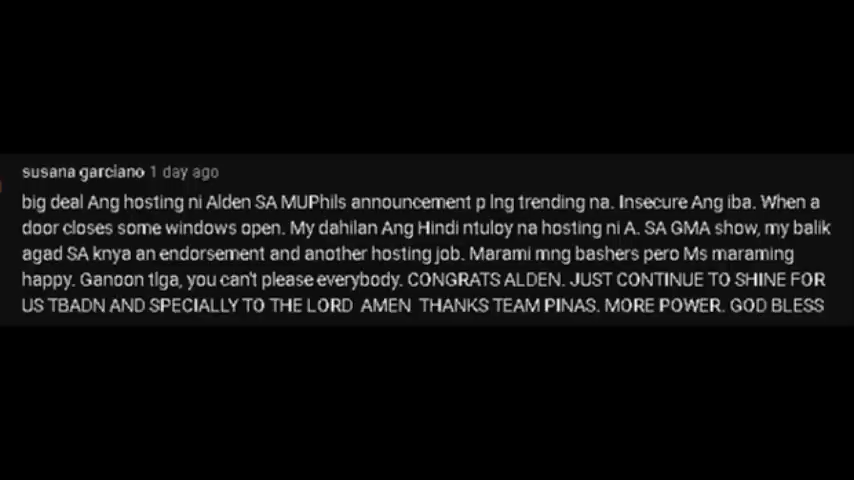 susana garciano 1 day ago
big deal Ang hosting ni Alden SA MUPhils announcement p lng trending na. Insecure Ang iba. When a
door closes some windows open. My dahilan Ang Hindi ntuloy na hosting ni A. SA GMA show, my balik
agad SA knya an endorsement and another hosting job. Marami mng bashers pero Ms maraming
happy. Ganoon tlga, you can't please everybody. CONGRATS ALDEN. JUST CONTINUE TO SHINE FOR
US TBADN AND SPECIALLY TO THE LORD AMEN THANKS TEAM PINAS. MORE POWER. GOD BLESS